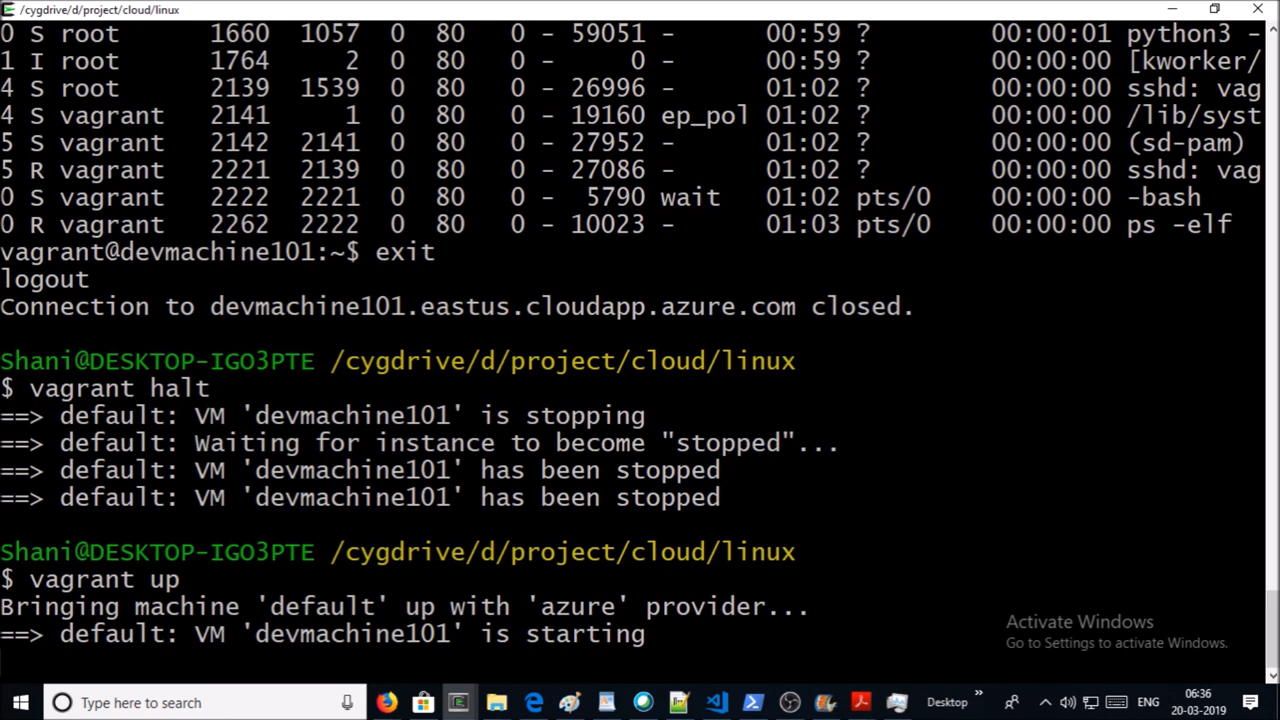 /cygdrive/d/project/cloud/linux
0 S root 1660 1057 0 80 0 - 59051 - 00:59 ? 00:00:01 python3 -
1 I root 1764 2 0 80 0 - 0 - 00:59 ? 00:00:00 [kworker/
4 S root 2139 1539 0 80 0 - 26996 - 01:02 ? 00:00:00 sshd: vag
4 S vagrant 2141 1 0 80 0 - 19160 ep_pol 01:02 ? 00:00:00 /lib/syst
5 S vagrant 2142 2141 0 80 0 - 27952 - 01:02 ? 00:00:00 (sd-pam)
5 R vagrant 2221 2139 0 80 0 - 27086 - 01:02 ? 00:00:00 sshd: vag
0 S vagrant 2222 2221 0 80 0 - 5790 wait 01:02 pts/0 00:00:00 -bash
0 R vagrant 2262 2222 0 80 0 - 10023 - 01:03 pts/0 00:00:00 ps -elf
vagrant@devmachine101:~$ exit
logout
Connection to devmachine101.eastus.cloudapp.azure.com closed.
Shani@DESKTOP-IGO3PTE /cygdrive/d/project/cloud/linux
$ vagrant halt
==> default: VM 'devmachine101' is stopping
==> default: Waiting for instance to become "stopped"...
==> default: VM 'devmachine101' has been stopped
==> default: VM 'devmachine101' has been stopped
Shani@DESKTOP-IGO3PTE /cygdrive/d/project/cloud/linux
$ vagrant up
Bringing machine 'default' up with 'azure' provider...
==> default: VM 'devmachine101' is starting
Activate Windows
Go to Settings to activate Windows.
Type here to search
Desktop
ENG
06:36
20-03-2019